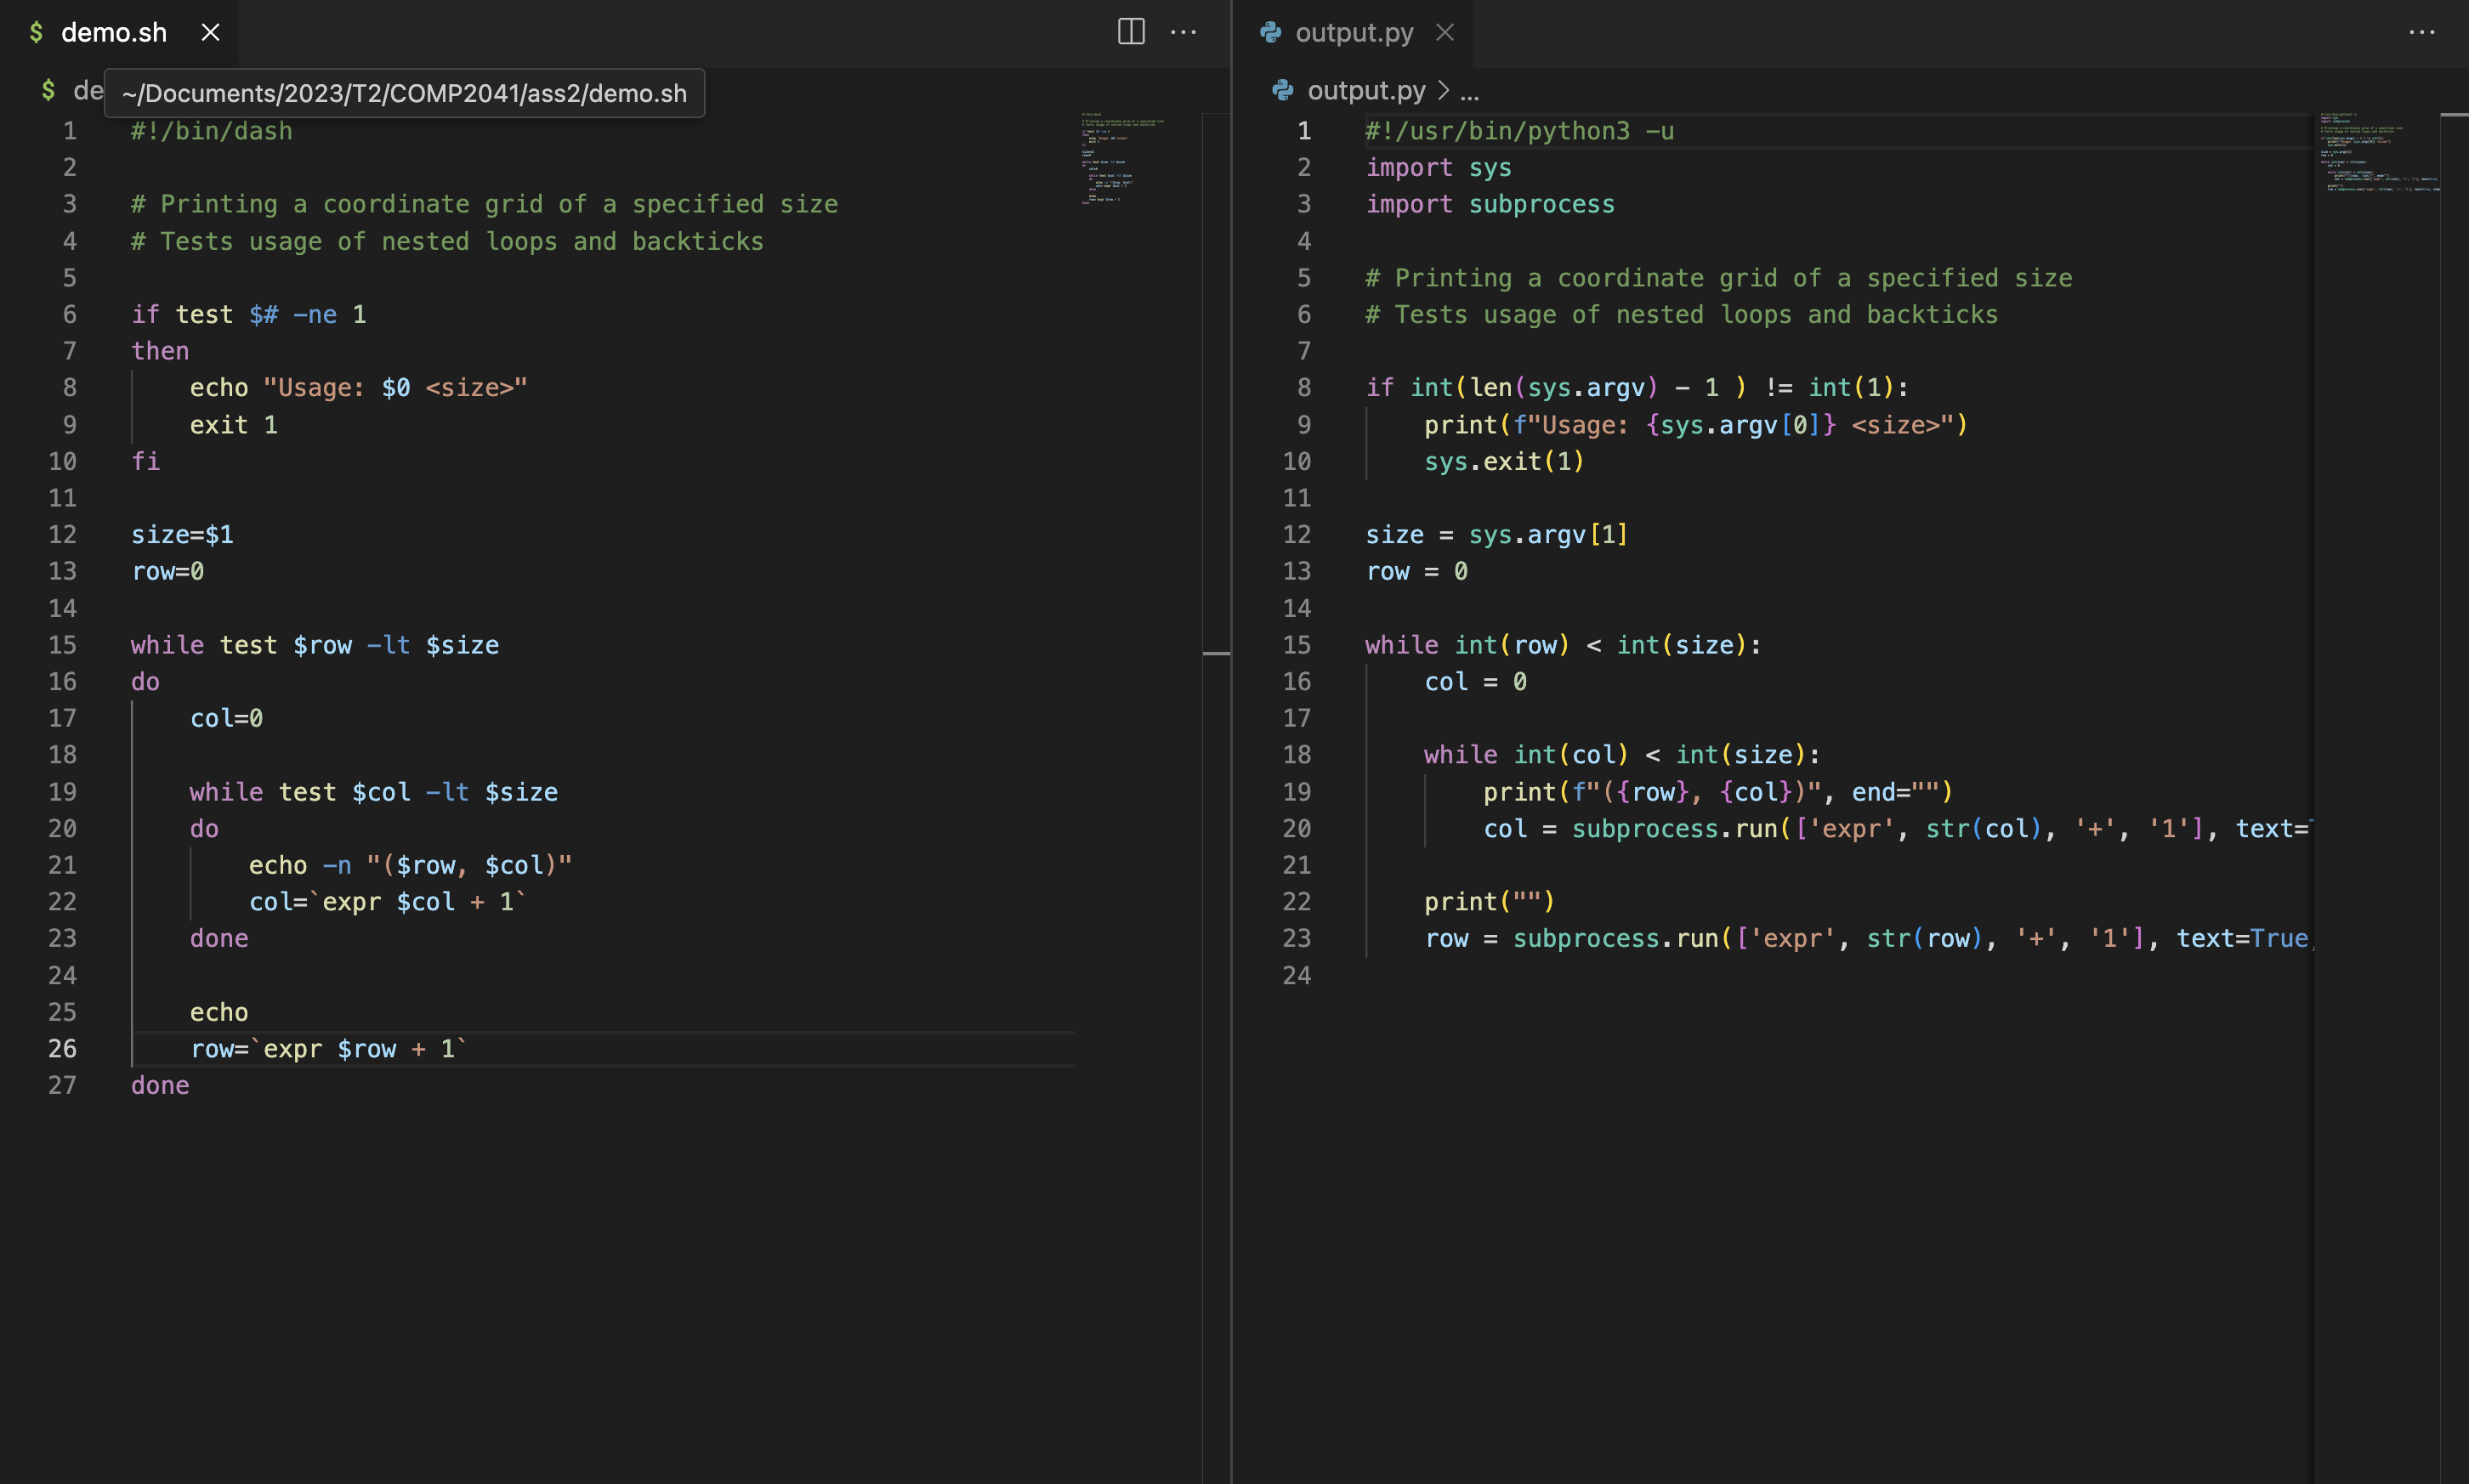 demo.sh
~/Documents/2023/T2/COMP2041/ass2/demo.sh
1 #!/bin/dash
2
3 # Printing a coordinate grid of a specified size
4 # Tests usage of nested loops and backticks
5
6 if test $# -ne 1
7 then
8     echo "Usage: $0 <size>"
9     exit 1
10 fi
11
12 size=$1
13 row=0
14
15 while test $row -lt $size
16 do
17     col=0
18
19     while test $col -lt $size
20     do
21         echo -n "($row, $col)"
22         col=`expr $col + 1`
23     done
24
25     echo
26     row=`expr $row + 1`
27 done
output.py
output.py > ...
1 #!/usr/bin/python3 -u
2 import sys
3 import subprocess
4
5 # Printing a coordinate grid of a specified size
6 # Tests usage of nested loops and backticks
7
8 if int(len(sys.argv) - 1 ) != int(1):
9     print(f"Usage: {sys.argv[0]} <size>")
10     sys.exit(1)
11
12 size = sys.argv[1]
13 row = 0
14
15 while int(row) < int(size):
16     col = 0
17
18     while int(col) < int(size):
19         print(f"({row}, {col})", end="")
20         col = subprocess.run(['expr', str(col), '+', '1'], text=
21
22     print("")
23     row = subprocess.run(['expr', str(row), '+', '1'], text=True,
24